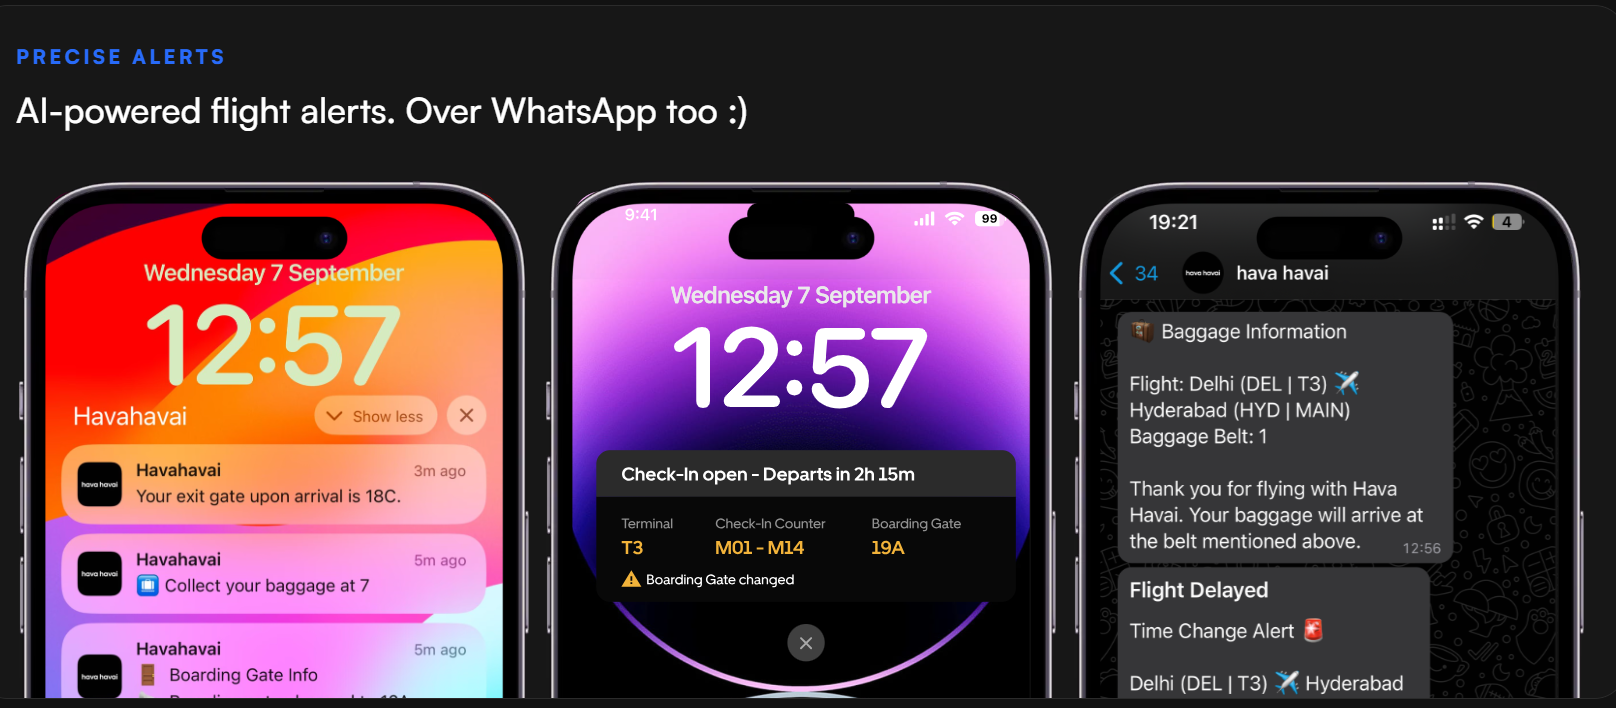 PRECISE ALERTS
AI-powered flight alerts. Over WhatsApp too :)
Wednesday 7 September
12:57
Havahavai
Show less
hava havai
Havahavai
3m ago
Your exit gate upon arrival is 18C.
hava havai
Havahavai
5m ago
Collect your baggage at 7
hava havai
Havahavai
5m ago
Boarding Gate Info
9:41
99
Wednesday 7 September
12:57
Check-In open - Departs in 2h 15m
Terminal
Check-In Counter
Boarding Gate
T3
M01 - M14
19A
Boarding Gate changed
19:21
4
34
hava havai
hava havai
Baggage Information
Flight: Delhi (DEL | T3) ✈️
Hyderabad (HYD | MAIN)
Baggage Belt: 1
Thank you for flying with Hava
Havai. Your baggage will arrive at
the belt mentioned above.
12:56
Flight Delayed
Time Change Alert 🚨
Delhi (DEL | T3) ✈️ Hyderabad